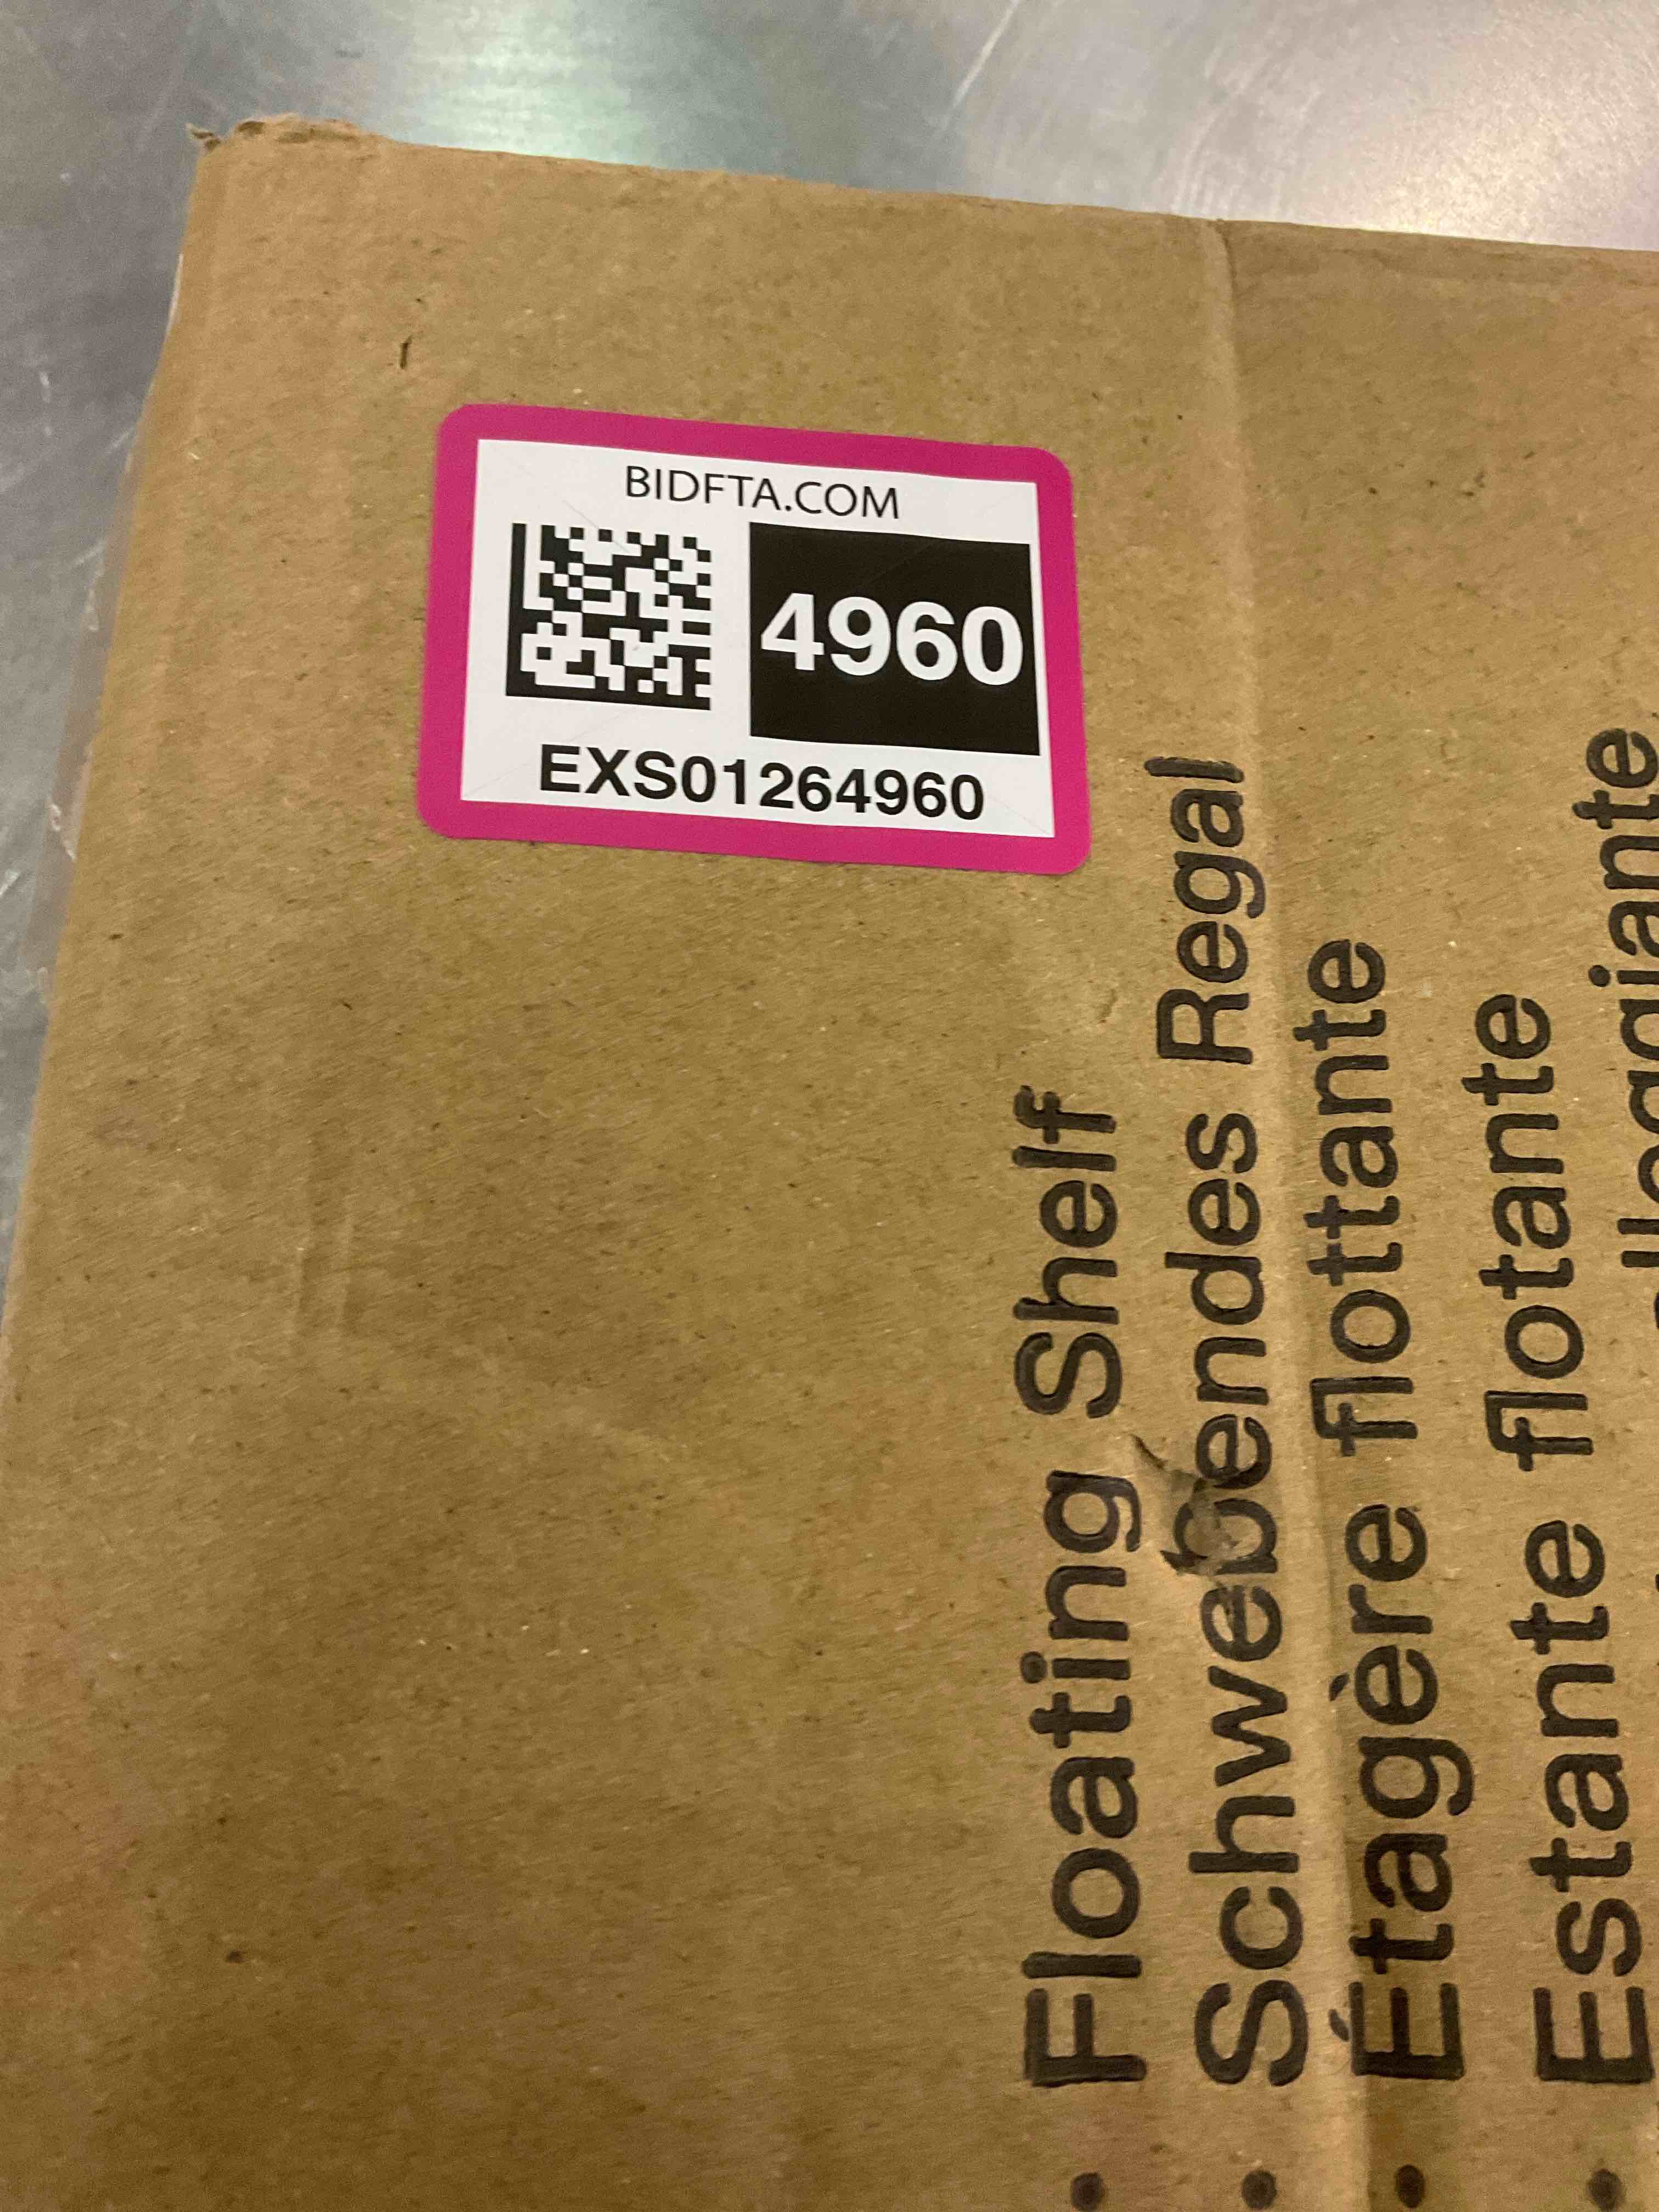 BIDFTA.COM
4960
EXS01264960
• Floating Shelf
• Schwebendes Regal
• Étagère flottante
• Estante flotante